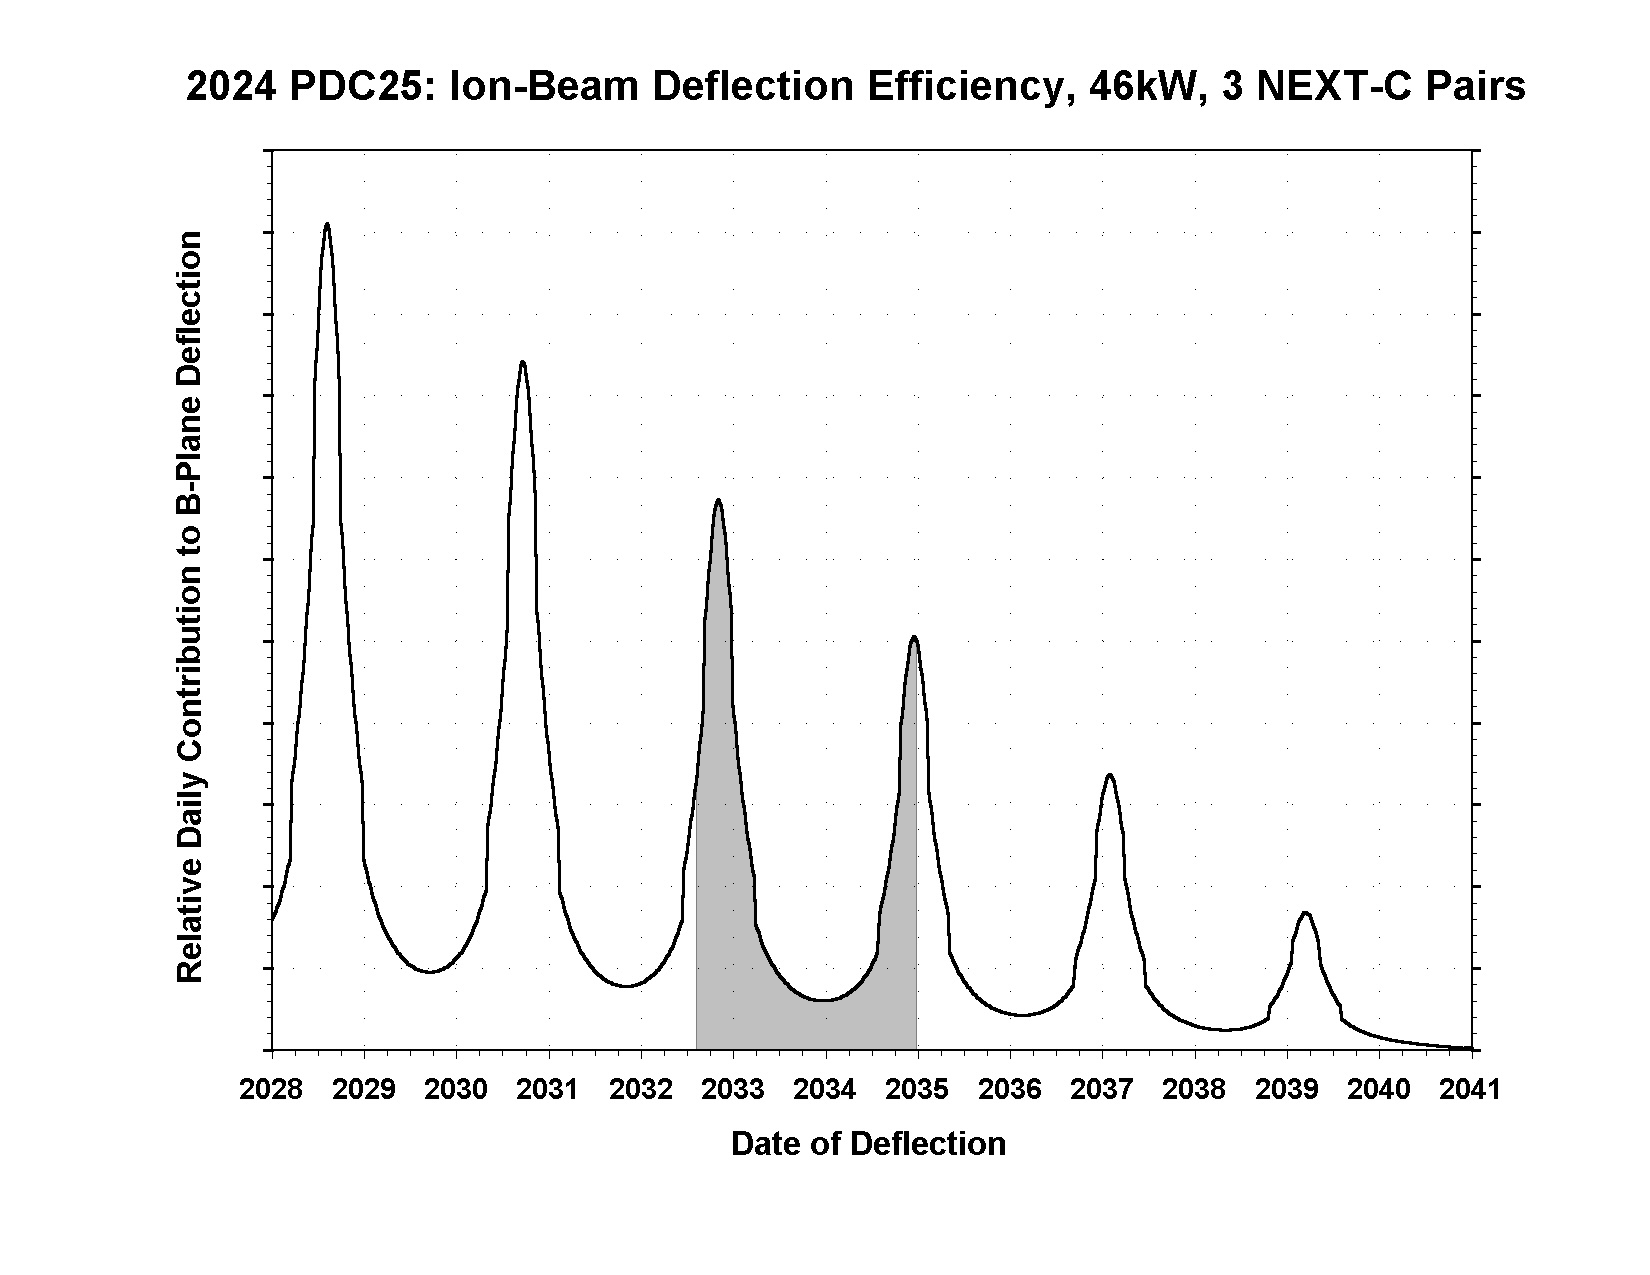 2024 PDC25: Ion-Beam Deflection Efficiency, 46kW, 3 NEXT-C Pairs
Relative Daily Contribution to B-Plane Deflection
2028 2029 2030 2031 2032 2033 2034 2035 2036 2037 2038 2039 2040 2041
Date of Deflection